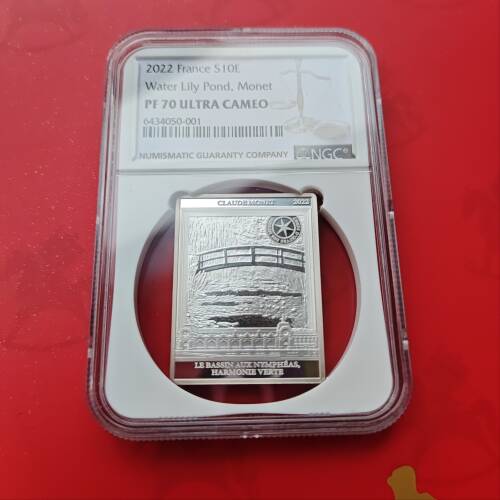 2022 France S10E
Water Lily Pond, Monet
PF 70 ULTRA CAMEO
6434050-001
NUMISMATIC GUARANTY COMPANY
NGC®
CLAUDE MONET 2022
LE BASSIN AUX NYMPHÉAS,
HARMONIE VERTE